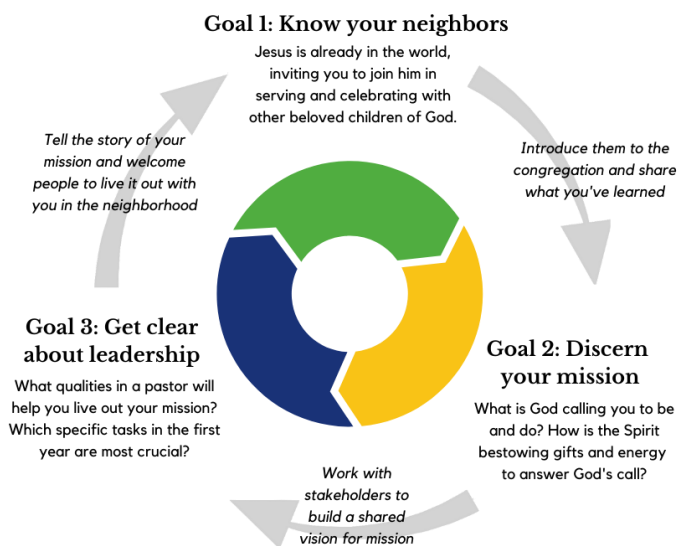 Goal 1: Know your neighbors
Jesus is already in the world,
inviting you to join him in
serving and celebrating with
other beloved children of God.
Introduce them to the
congregation and share
what you've learned
Goal 2: Discern
your mission
What is God calling you to be
and do? How is the Spirit
bestowing gifts and energy
to answer God's call?
Work with
stakeholders to
build a shared
vision for mission
Goal 3: Get clear
about leadership
What qualities in a pastor will
help you live out your mission?
Which specific tasks in the first
year are most crucial?
Tell the story of your
mission and welcome
people to live it out with
you in the neighborhood